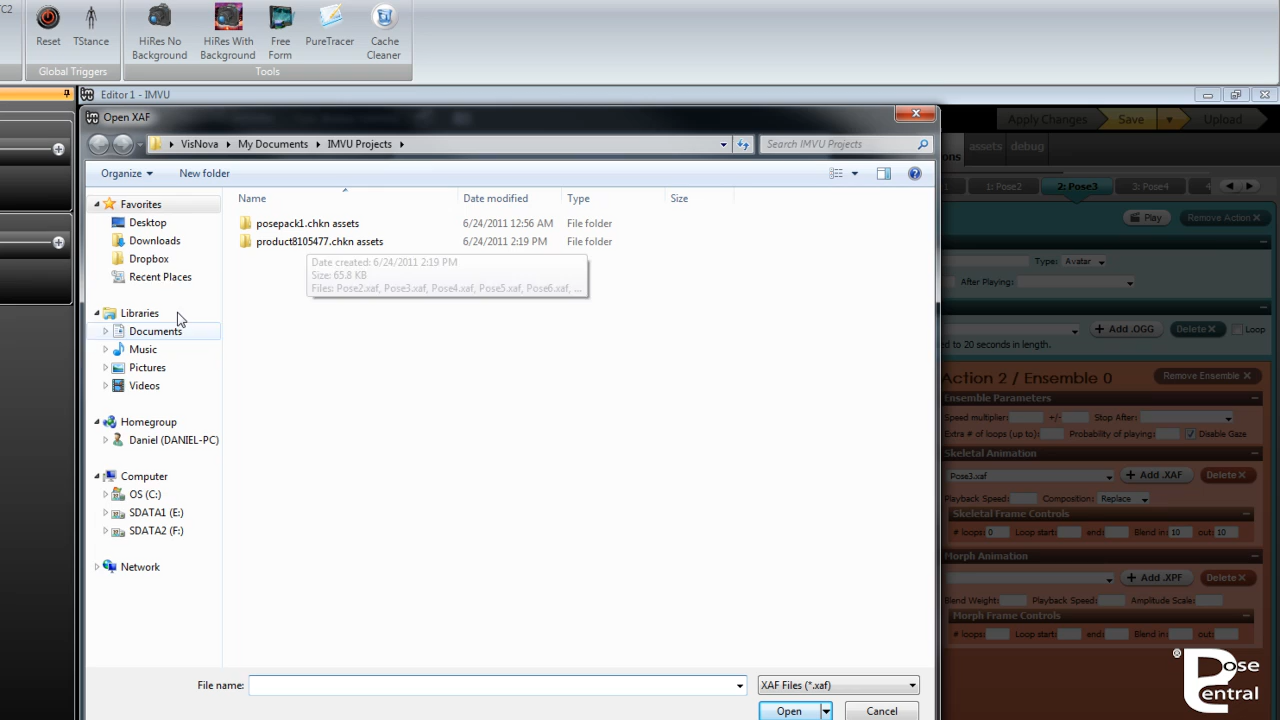 TC2
Reset
TStance
HiRes No
Background
HiRes With
Background
Free
Form
PureTracer
Cache
Cleaner
Global Triggers
Tools
Editor 1 - IMVU
Open XAF
VisNova
My Documents
IMVU Projects
Search IMVU Projects
Apply Changes
Save
Upload
ons
assets
debug
Organize
New folder
1
1: Pose2
2: Pose3
3: Pose4
4
Name
Date modified
Type
Size
Play
Remove Action X
posepack1.chkn assets
6/24/2011 12:56 AM
File folder
product8105477.chkn assets
6/24/2011 2:19 PM
File folder
Date created: 6/24/2011 2:19 PM
Size: 65.8 KB
Files: Pose2.xaf, Pose3.xaf, Pose4.xaf, Pose5.xaf, Pose6.xaf, ...
Favorites
Desktop
Downloads
Dropbox
Recent Places
Libraries
Documents
Music
Pictures
Videos
Homegroup
Daniel (DANIEL-PC)
Computer
OS (C:)
SDATA1 (E:)
SDATA2 (F:)
Network
Type: Avatar
After Playing:
+ Add .OGG
Delete X
Loop
ed to 20 seconds in length.
Action 2 / Ensemble 0
Remove Ensemble X
Ensemble Parameters
Speed multiplier:
+/-
Stop After:
Extra # of loops (up to):
Probability of playing:
Disable Gaze
Skeletal Animation
Pose3.xaf
+ Add .XAF
Delete X
Playback Speed:
Composition: Replace
Skeletal Frame Controls
# loops: 0
Loop start:
end:
Blend in: 10
out: 10
Morph Animation
+ Add .XPF
Delete X
Blend Weights:
Playback Speed:
Amplitude Scale:
Morph Frame Controls
# loops:
Loop start:
end:
Blend in:
out:
File name:
XAF Files (*.xaf)
Open
Cancel
®
Pose
Central